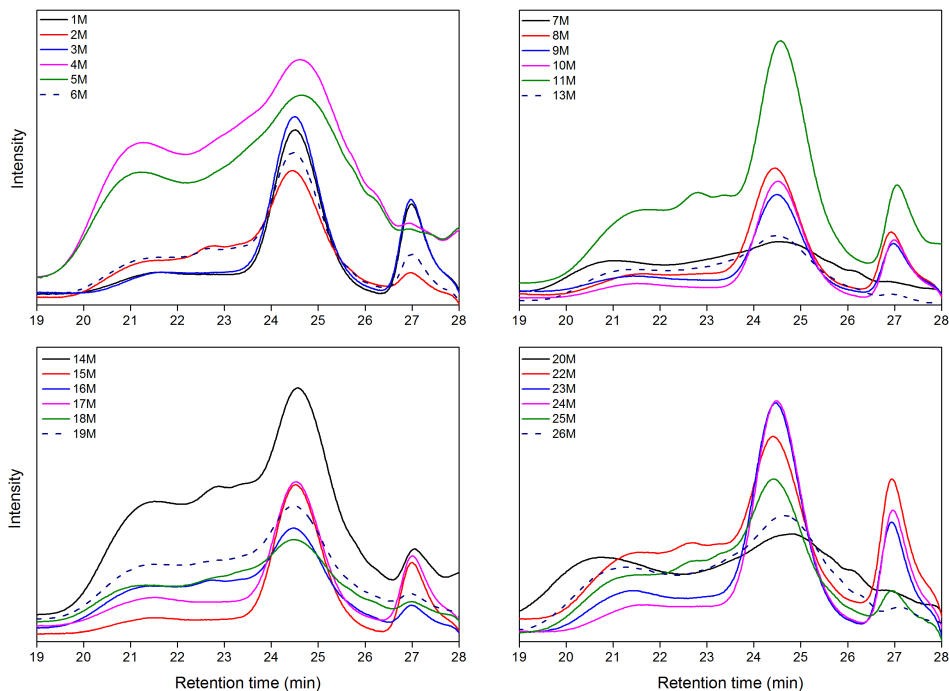 1M
2M
3M
4M
5M
6M
Intensity
19 20 21 22 23 24 25 26 27 28
7M
8M
9M
10M
11M
13M
19 20 21 22 23 24 25 26 27 28
14M
15M
16M
17M
18M
19M
Intensity
19 20 21 22 23 24 25 26 27 28
Retention time (min)
20M
22M
23M
24M
25M
26M
19 20 21 22 23 24 25 26 27 28
Retention time (min)